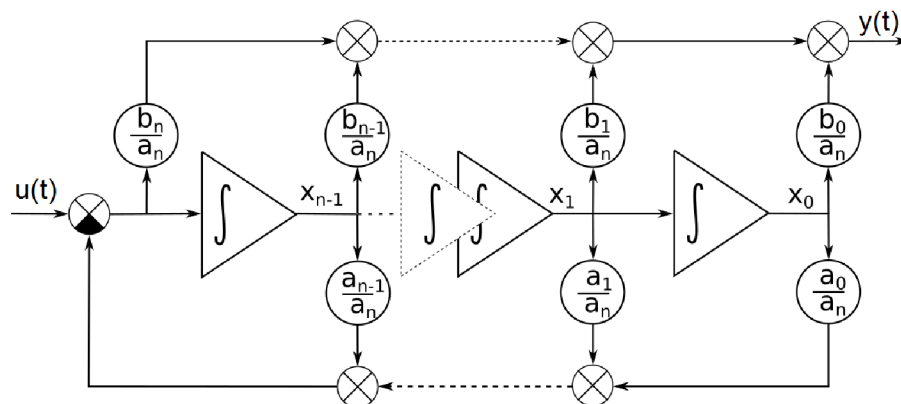 y(t)
b_n/a_n
b_{n-1}/a_n
b_1/a_n
b_0/a_n
u(t)
∫
x_{n-1}
∫
∫
x_1
∫
x_0
a_{n-1}/a_n
a_1/a_n
a_0/a_n